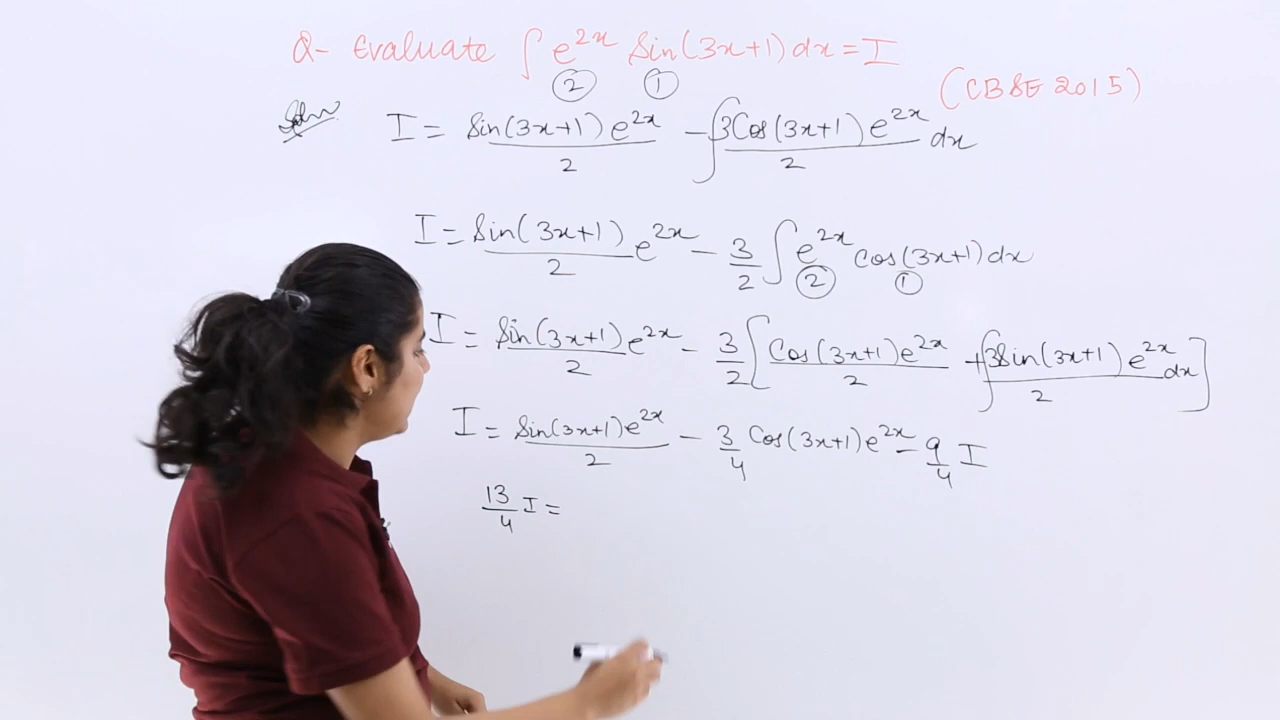 Q- Evaluate ∫ e^{2x} Sin(3x+1) dx = I
② ①
(CBSE 2015)
Soln
I = Sin(3x+1) e^{2x}/2 - ∫ 3Cos(3x+1) e^{2x}/2 dx
I = Sin(3x+1)/2 e^{2x} - 3/2 ∫ e^{2x} Cos(3x+1) dx
② ①
I = Sin(3x+1)/2 e^{2x} - 3/2 [ Cos(3x+1) e^{2x}/2 + ∫ 3Sin(3x+1) e^{2x}/2 dx ]
I = Sin(3x+1) e^{2x}/2 - 3/4 Cos(3x+1) e^{2x} - 9/4 I
13/4 I =